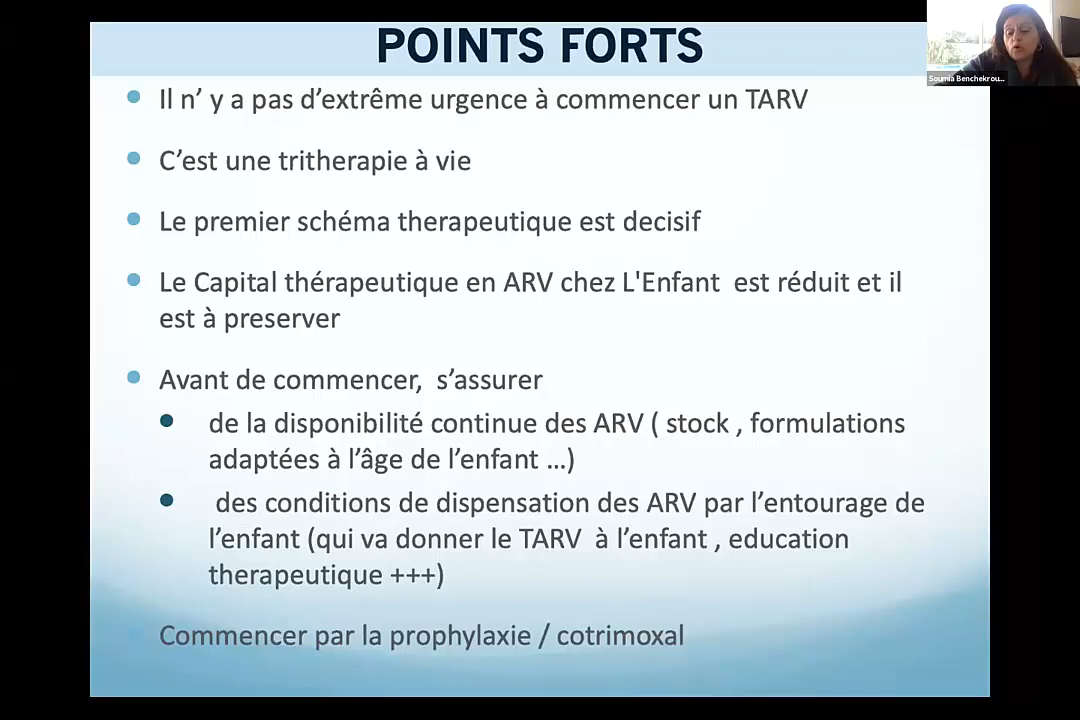 POINTS FORTS
Soumia Benchekrou...
Il n' y a pas d'extrême urgence à commencer un TARV
C'est une tritherapie à vie
Le premier schéma therapeutique est decisif
Le Capital thérapeutique en ARV chez L'Enfant est réduit et il
est à preserver
Avant de commencer, s'assurer
de la disponibilité continue des ARV ( stock , formulations
adaptées à l'âge de l'enfant ...)
des conditions de dispensation des ARV par l'entourage de
l'enfant (qui va donner le TARV à l'enfant , education
therapeutique +++)
Commencer par la prophylaxie / cotrimoxal